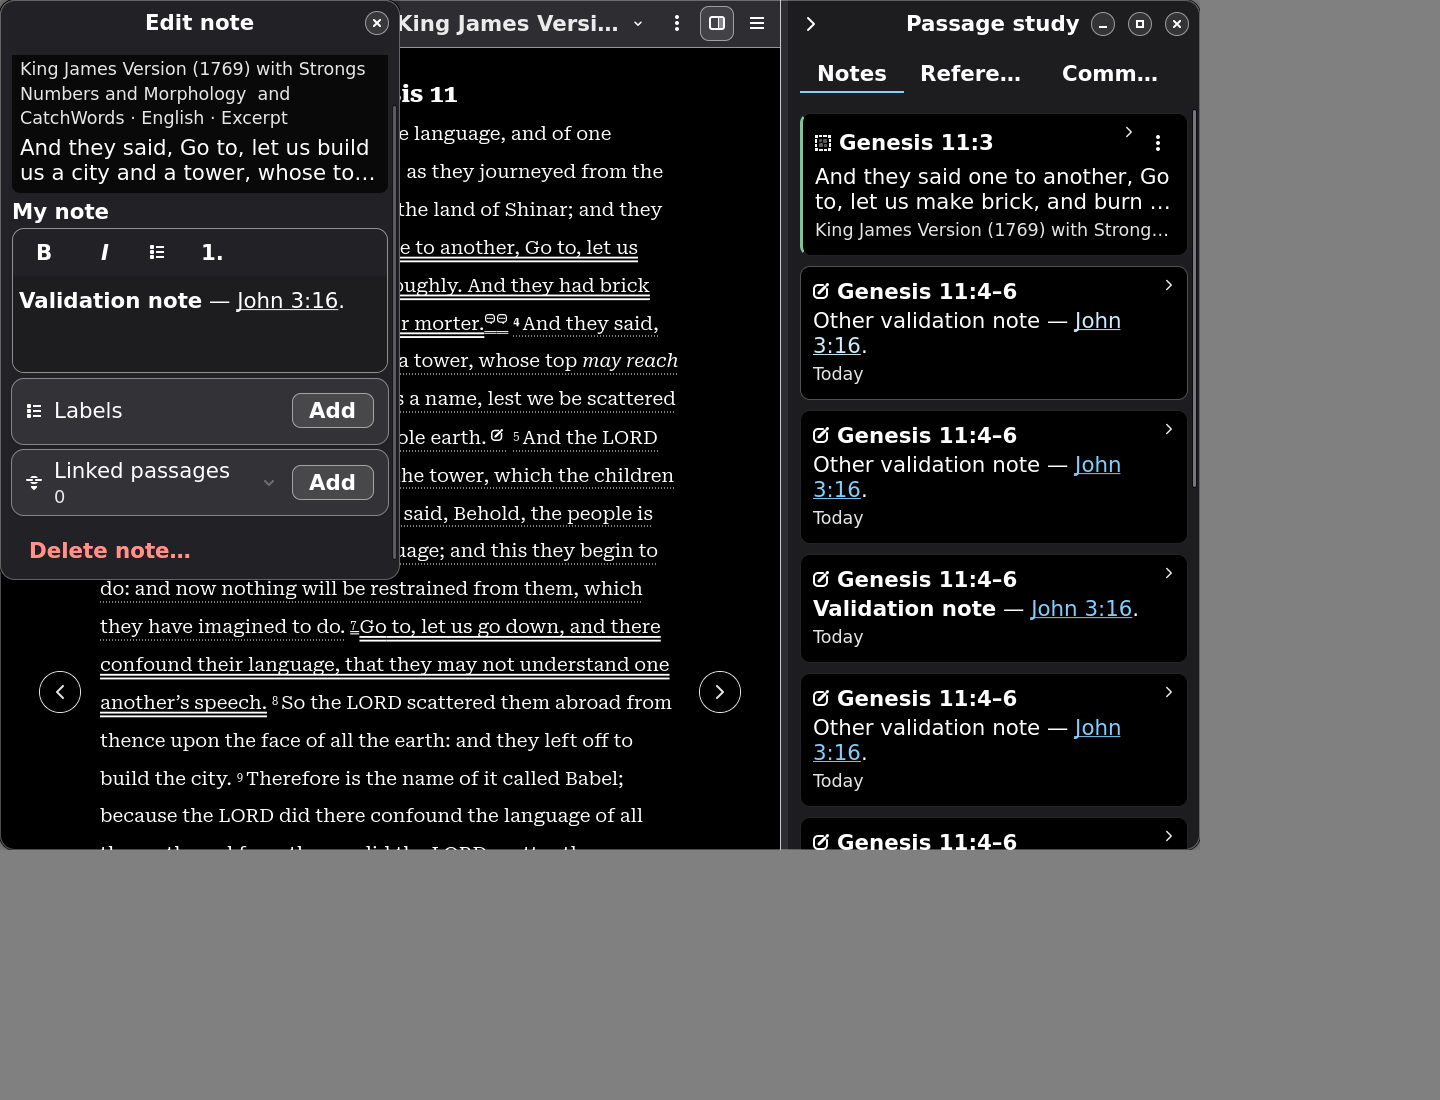 Edit note
King James Version (1769) with Strongs
Numbers and Morphology and
CatchWords · English · Excerpt
And they said, Go to, let us build
us a city and a tower, whose to…
My note
B I 1.
Validation note — John 3:16.
Labels
Add
Linked passages
0
Add
Delete note…
King James Versi…
sis 11
e language, and of one
as they journeyed from the
the land of Shinar; and they
e to another, Go to, let us
oughly. And they had brick
r morter. 4 And they said,
a tower, whose top may reach
s a name, lest we be scattered
ole earth. 5 And the LORD
he tower, which the children
said, Behold, the people is
uage; and this they begin to
do: and now nothing will be restrained from them, which
they have imagined to do. 7 Go to, let us go down, and there
confound their language, that they may not understand one
another’s speech. 8 So the LORD scattered them abroad from
thence upon the face of all the earth: and they left off to
build the city. 9 Therefore is the name of it called Babel;
because the LORD did there confound the language of all
Passage study
Notes
Refere…
Comm…
Genesis 11:3
And they said one to another, Go
to, let us make brick, and burn …
King James Version (1769) with Strong…
Genesis 11:4–6
Other validation note — John
3:16.
Today
Genesis 11:4–6
Other validation note — John
3:16.
Today
Genesis 11:4–6
Validation note — John 3:16.
Today
Genesis 11:4–6
Other validation note — John
3:16.
Today
Genesis 11:4–6